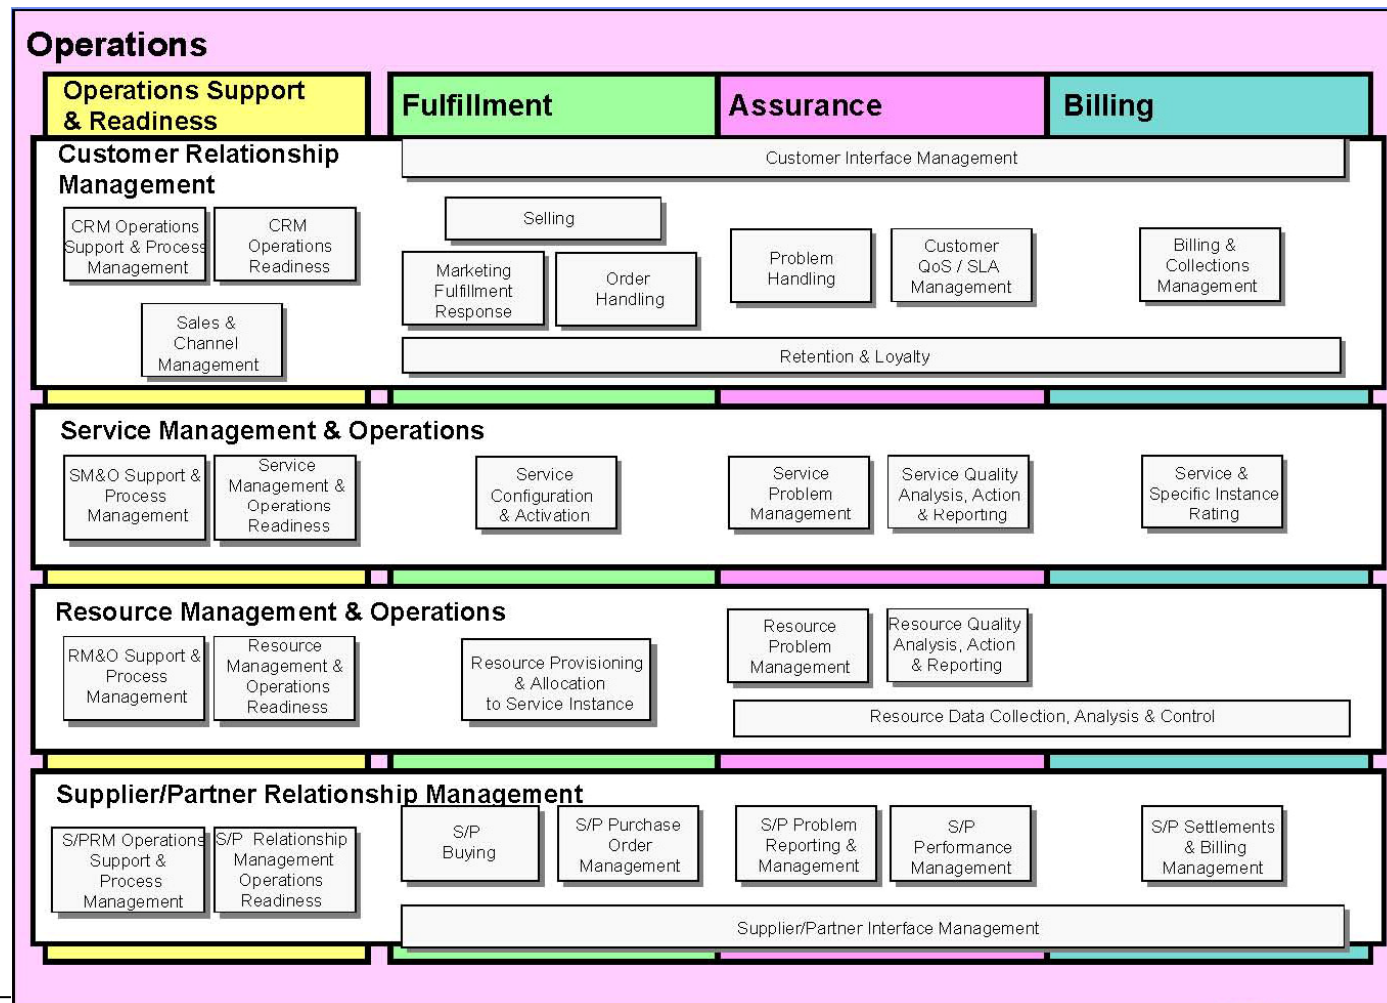 Operations
Operations Support
& Readiness
Fulfillment
Assurance
Billing
Customer Relationship
Management
Customer Interface Management
CRM Operations
Support & Process
Management
CRM
Operations
Readiness
Sales &
Channel
Management
Selling
Marketing
Fulfillment
Response
Order
Handling
Problem
Handling
Customer
QoS / SLA
Management
Billing &
Collections
Management
Retention & Loyalty
Service Management & Operations
SM&O Support &
Process
Management
Service
Management &
Operations
Readiness
Service
Configuration
& Activation
Service
Problem
Management
Service Quality
Analysis, Action
& Reporting
Service &
Specific Instance
Rating
Resource Management & Operations
RM&O Support &
Process
Management
Resource
Management &
Operations
Readiness
Resource Provisioning
& Allocation
to Service Instance
Resource
Problem
Management
Resource Quality
Analysis, Action
& Reporting
Resource Data Collection, Analysis & Control
Supplier/Partner Relationship Management
S/PRM Operations
Support &
Process
Management
S/P Relationship
Management
Operations
Readiness
S/P
Buying
S/P Purchase
Order
Management
S/P Problem
Reporting &
Management
S/P
Performance
Management
S/P Settlements
& Billing
Management
Supplier/Partner Interface Management